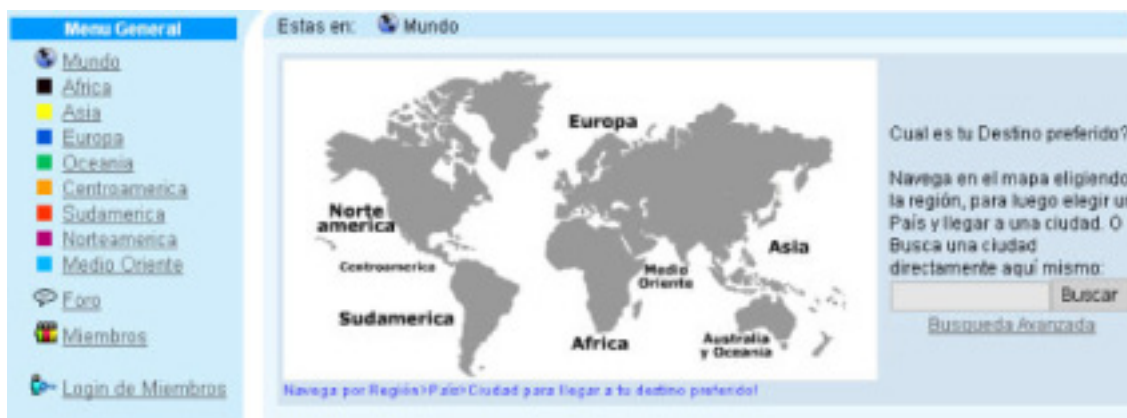 Menu General
Mundo
Africa
Asia
Europa
Oceania
Centroamerica
Sudamerica
Norteamerica
Medio Oriente
Foro
Miembros
Login de Miembros
Estas en: Mundo
Europa
Norte
america
Asia
Centroamerica
Medio
Oriente
Sudamerica
Africa
Australia
y Oceania
Navega por Región>País>Ciudad para llegar a tu destino preferido!
Cual es tu Destino preferido?
Navega en el mapa eligiendo
la región, para luego elegir un
País y llegar a una ciudad. O
Busca una ciudad
directamente aquí mismo:
Buscar
Busqueda Avanzada